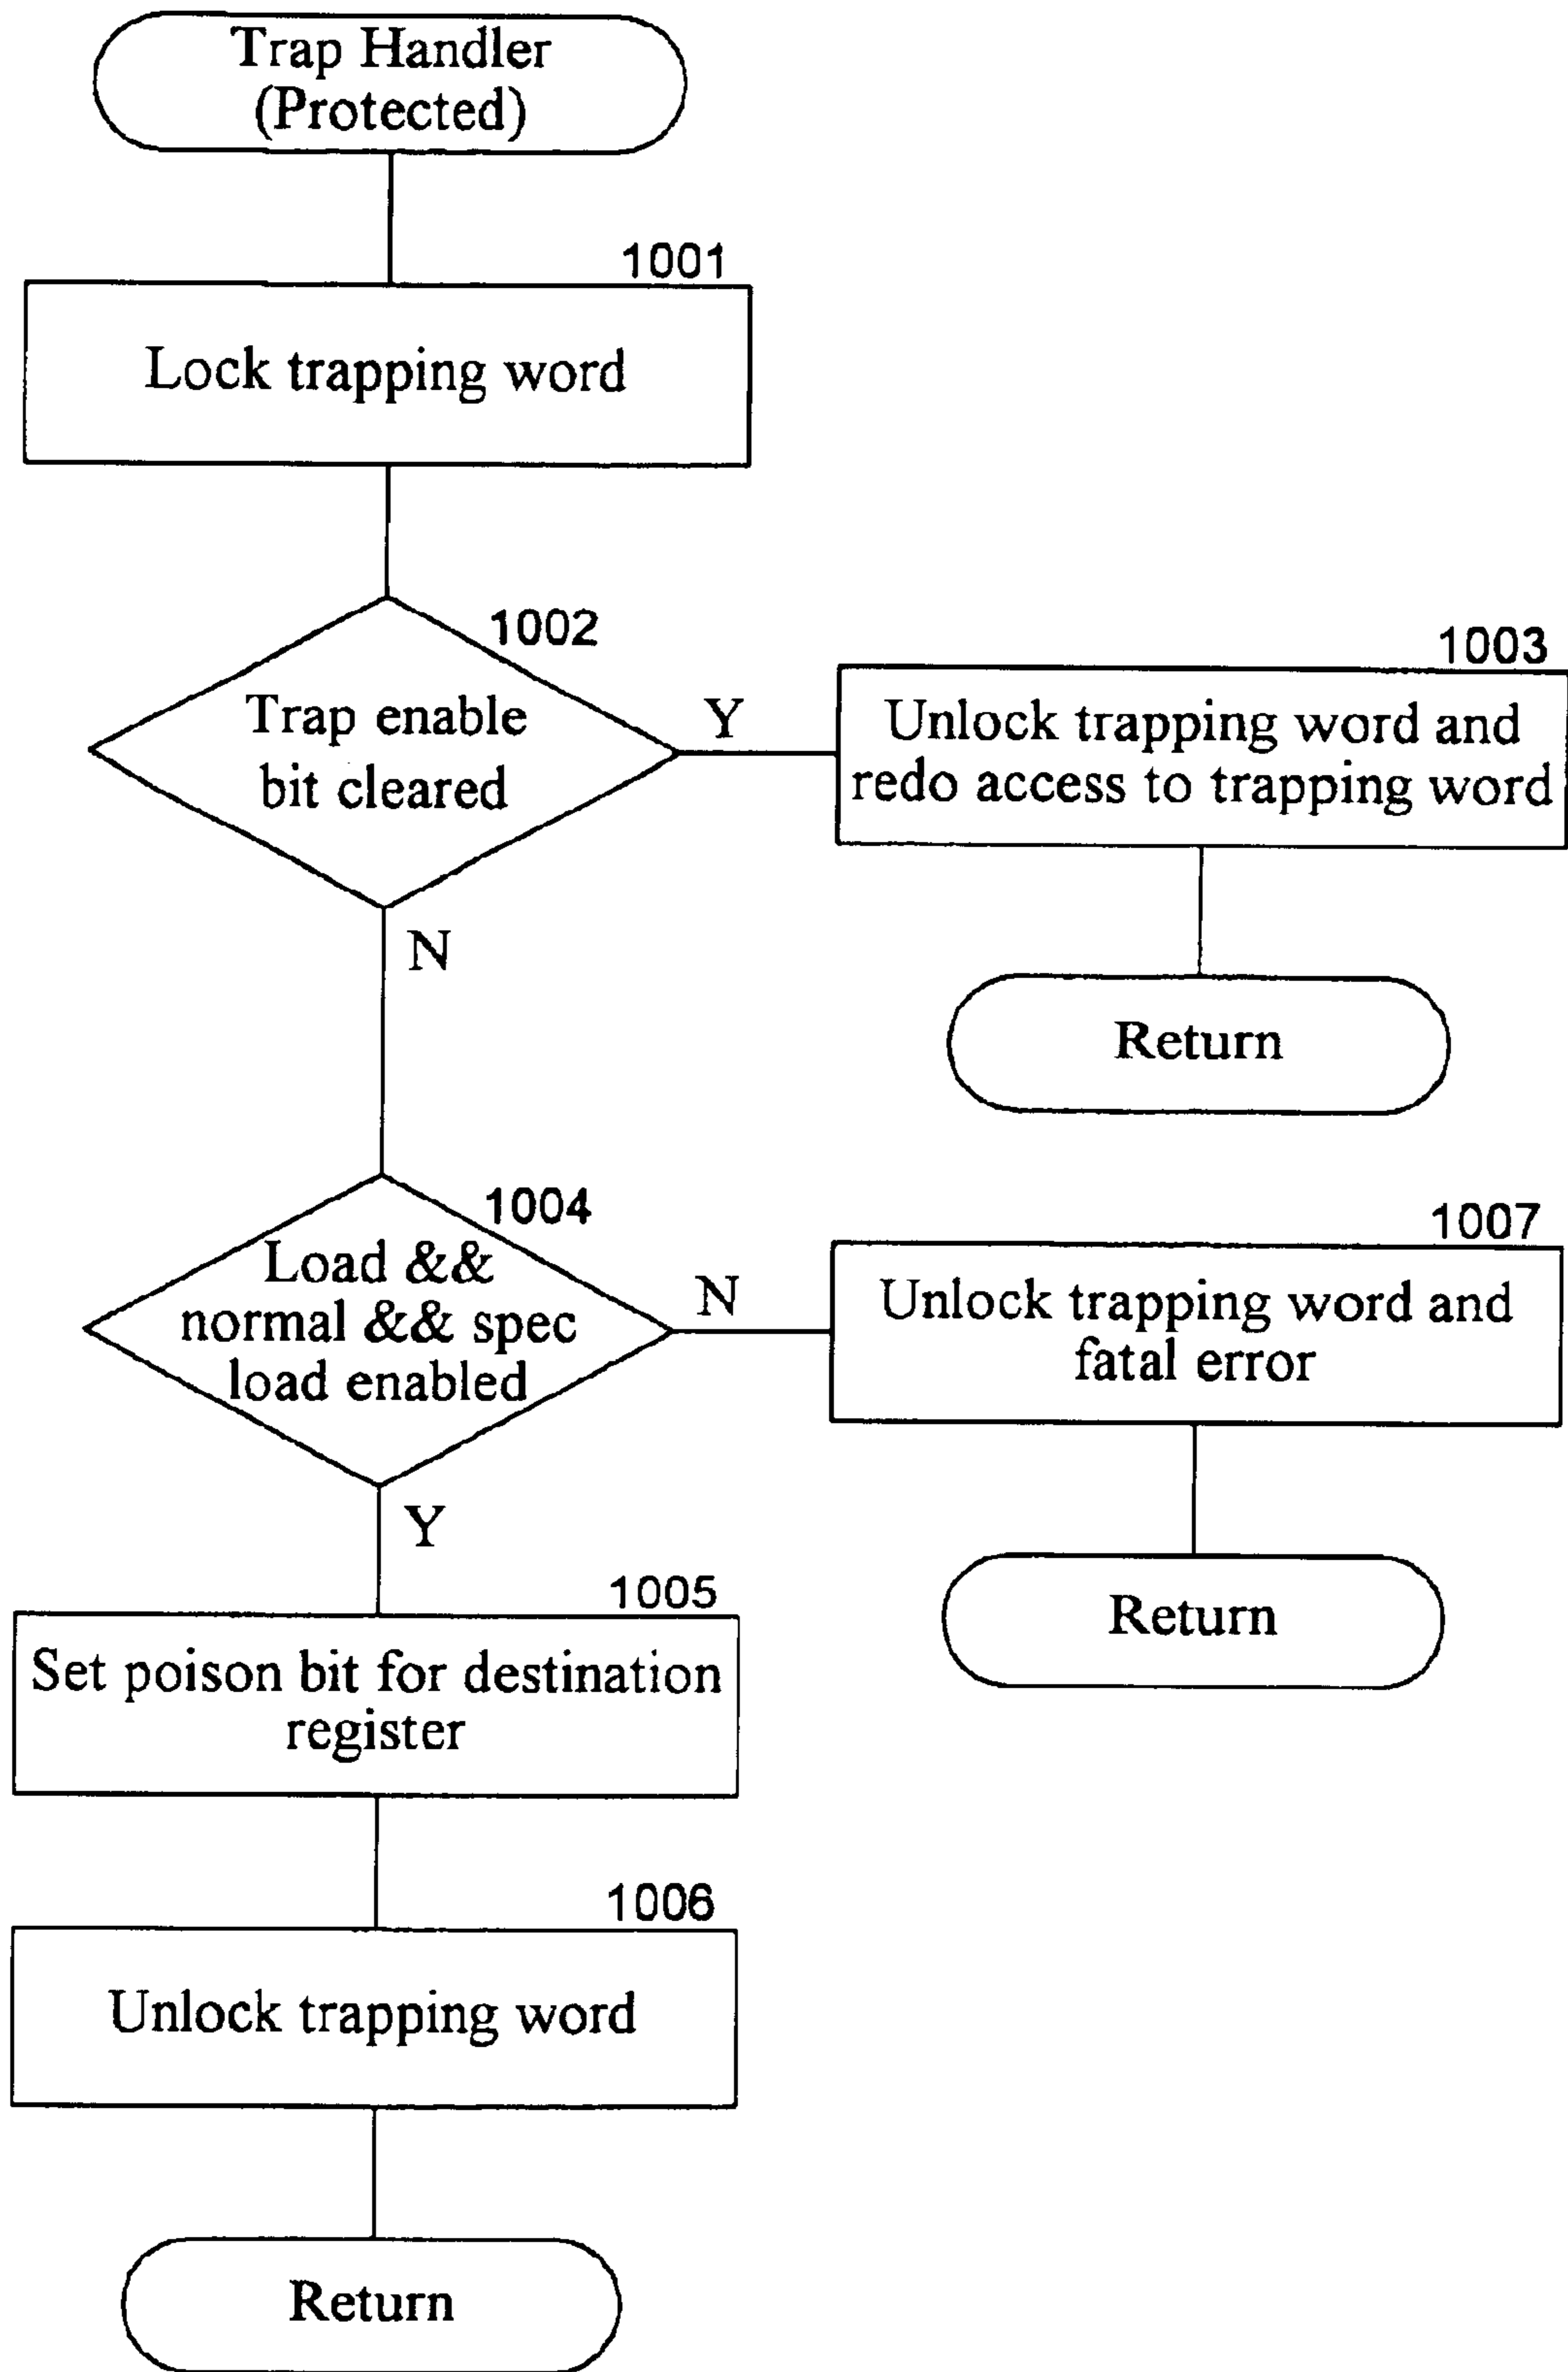 Trap Handler
(Protected)
1001
Lock trapping word
1002
Trap enable
bit cleared
Y
N
1003
Unlock trapping word and
redo access to trapping word
Return
1004
Load &&
normal && spec
load enabled
N
Y
1007
Unlock trapping word and
fatal error
Return
1005
Set poison bit for destination
register
1006
Unlock trapping word
Return